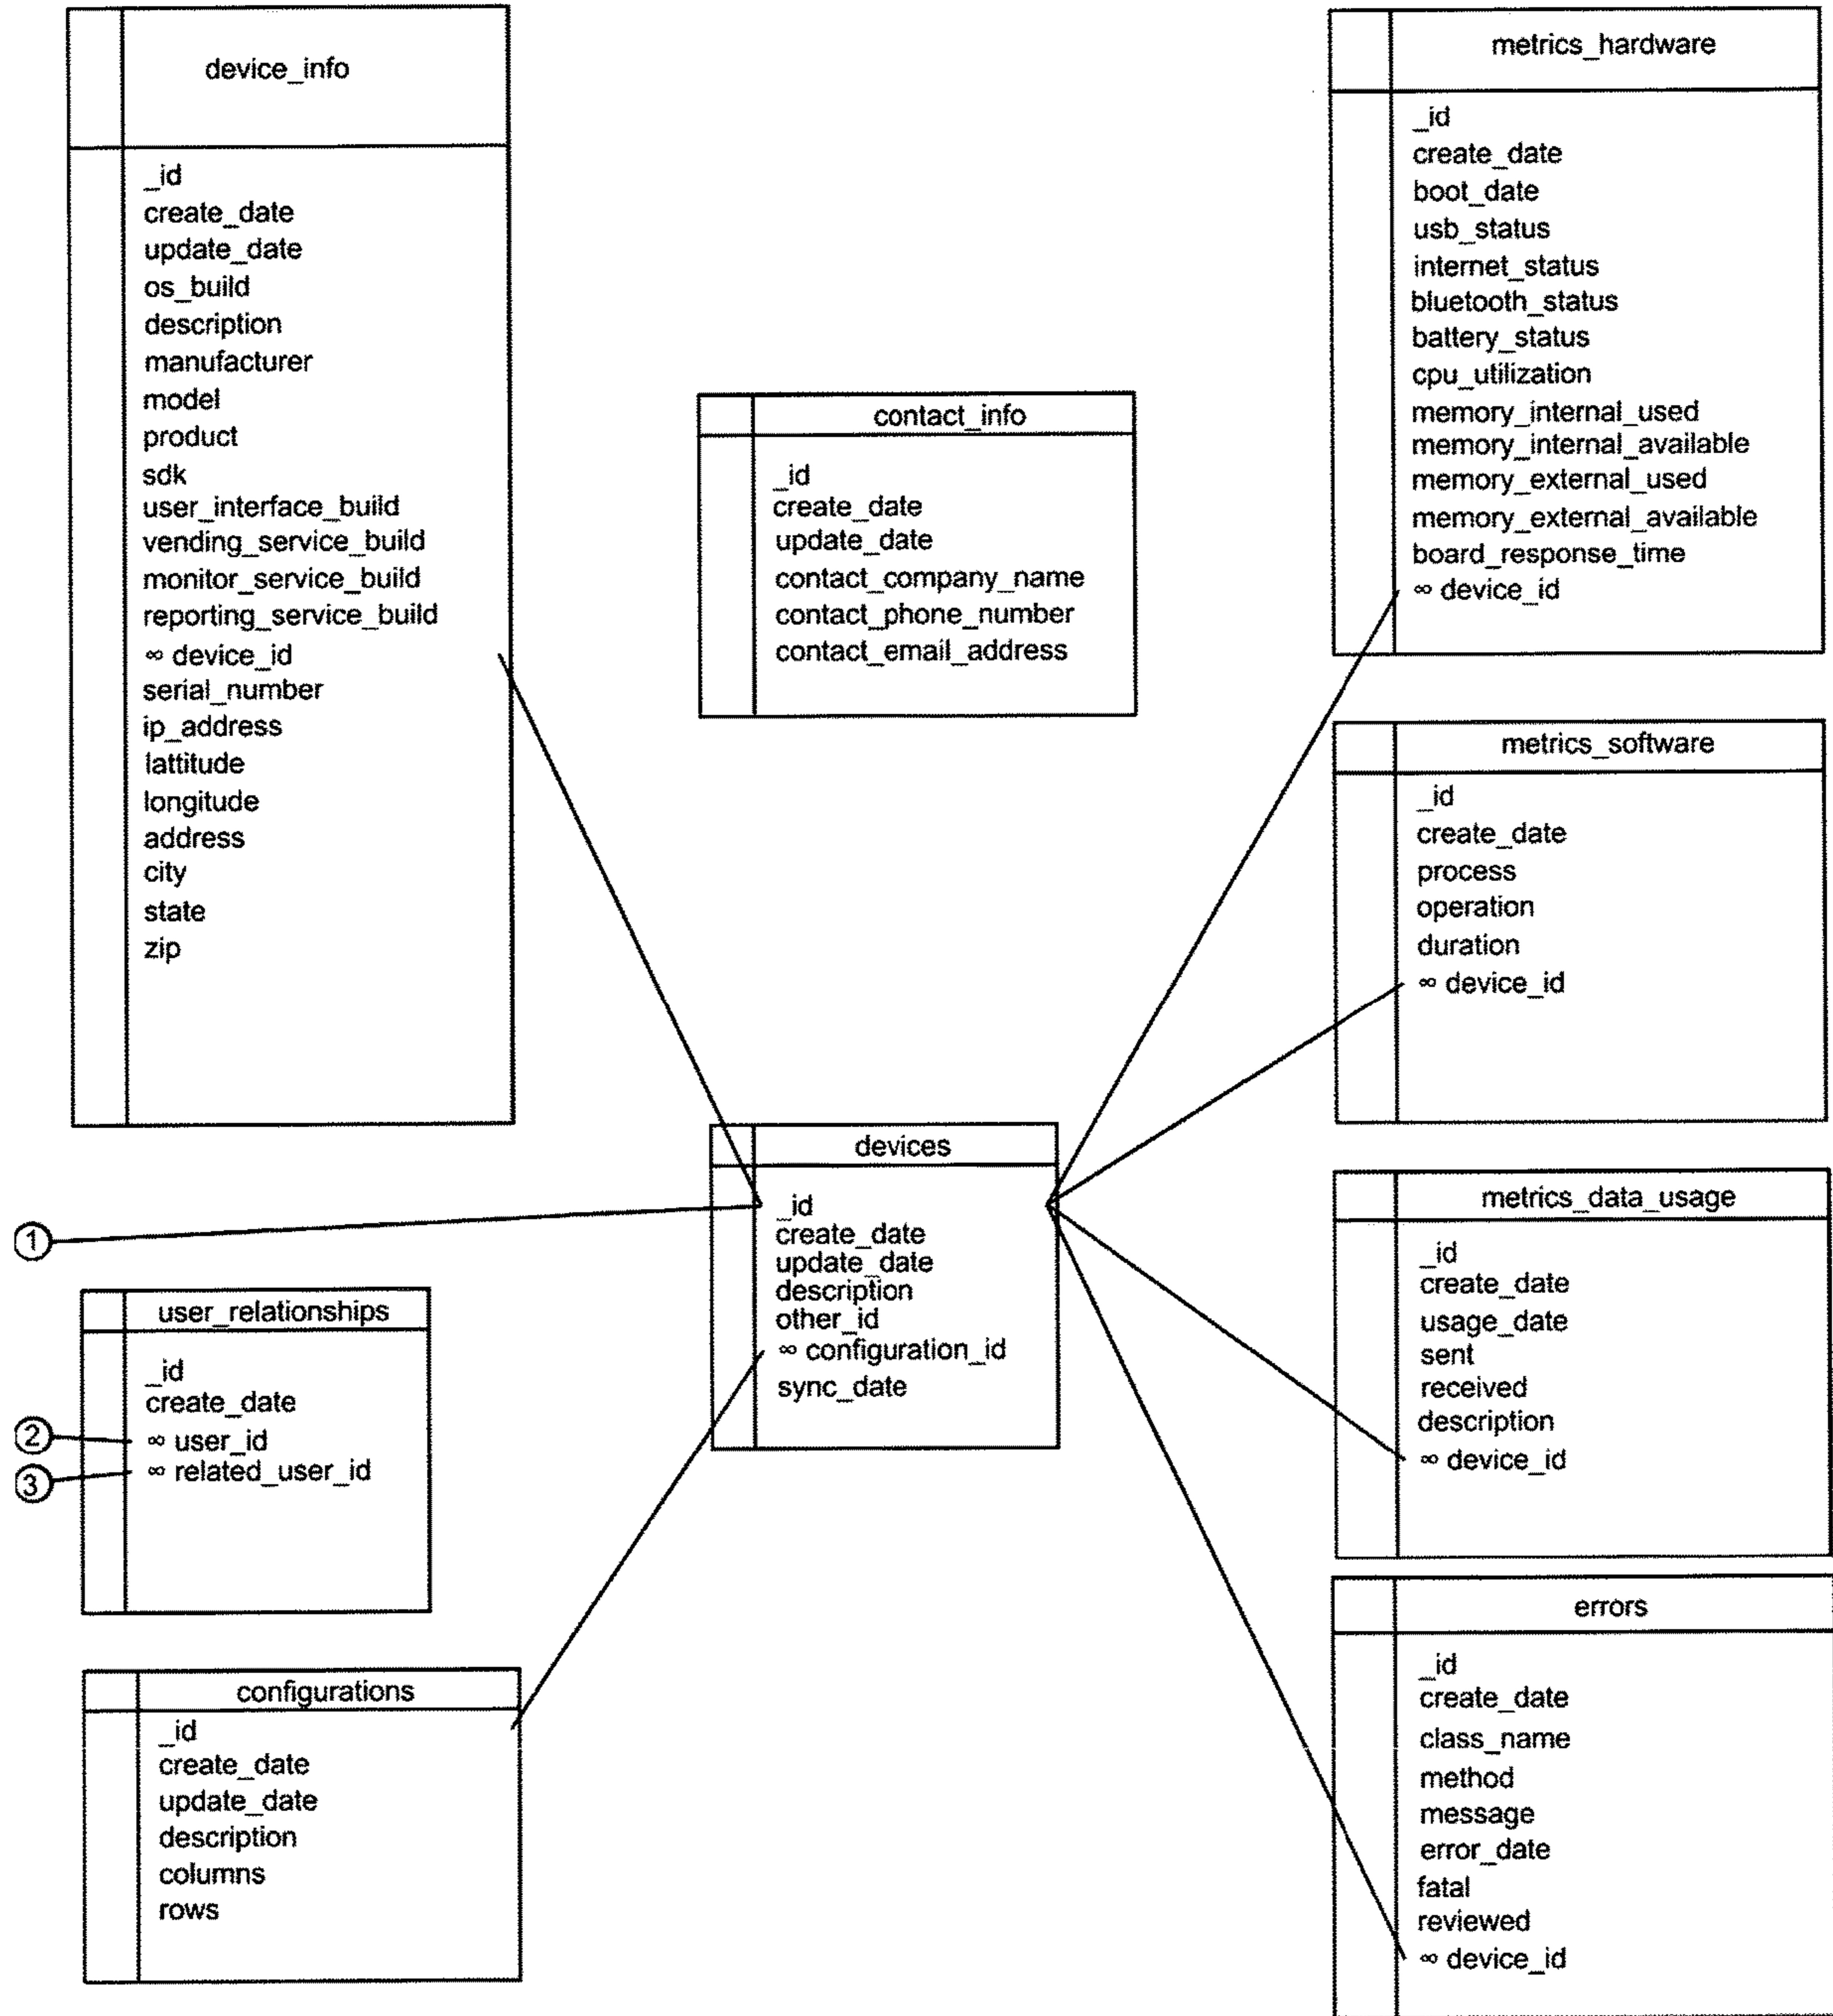 device_info
_id
create_date
update_date
os_build
description
manufacturer
model
product
sdk
user_interface_build
vending_service_build
monitor_service_build
reporting_service_build
∞ device_id
serial_number
ip_address
lattitude
longitude
address
city
state
zip
contact_info
_id
create_date
update_date
contact_company_name
contact_phone_number
contact_email_address
metrics_hardware
_id
create_date
boot_date
usb_status
internet_status
bluetooth_status
battery_status
cpu_utilization
memory_internal_used
memory_internal_available
memory_external_used
memory_external_available
board_response_time
∞ device_id
metrics_software
_id
create_date
process
operation
duration
∞ device_id
1
devices
_id
create_date
update_date
description
other_id
∞ configuration_id
sync_date
metrics_data_usage
_id
create_date
usage_date
sent
received
description
∞ device_id
user_relationships
_id
create_date
2 ∞ user_id
3 ∞ related_user_id
configurations
_id
create_date
update_date
description
columns
rows
errors
_id
create_date
class_name
method
message
error_date
fatal
reviewed
∞ device_id